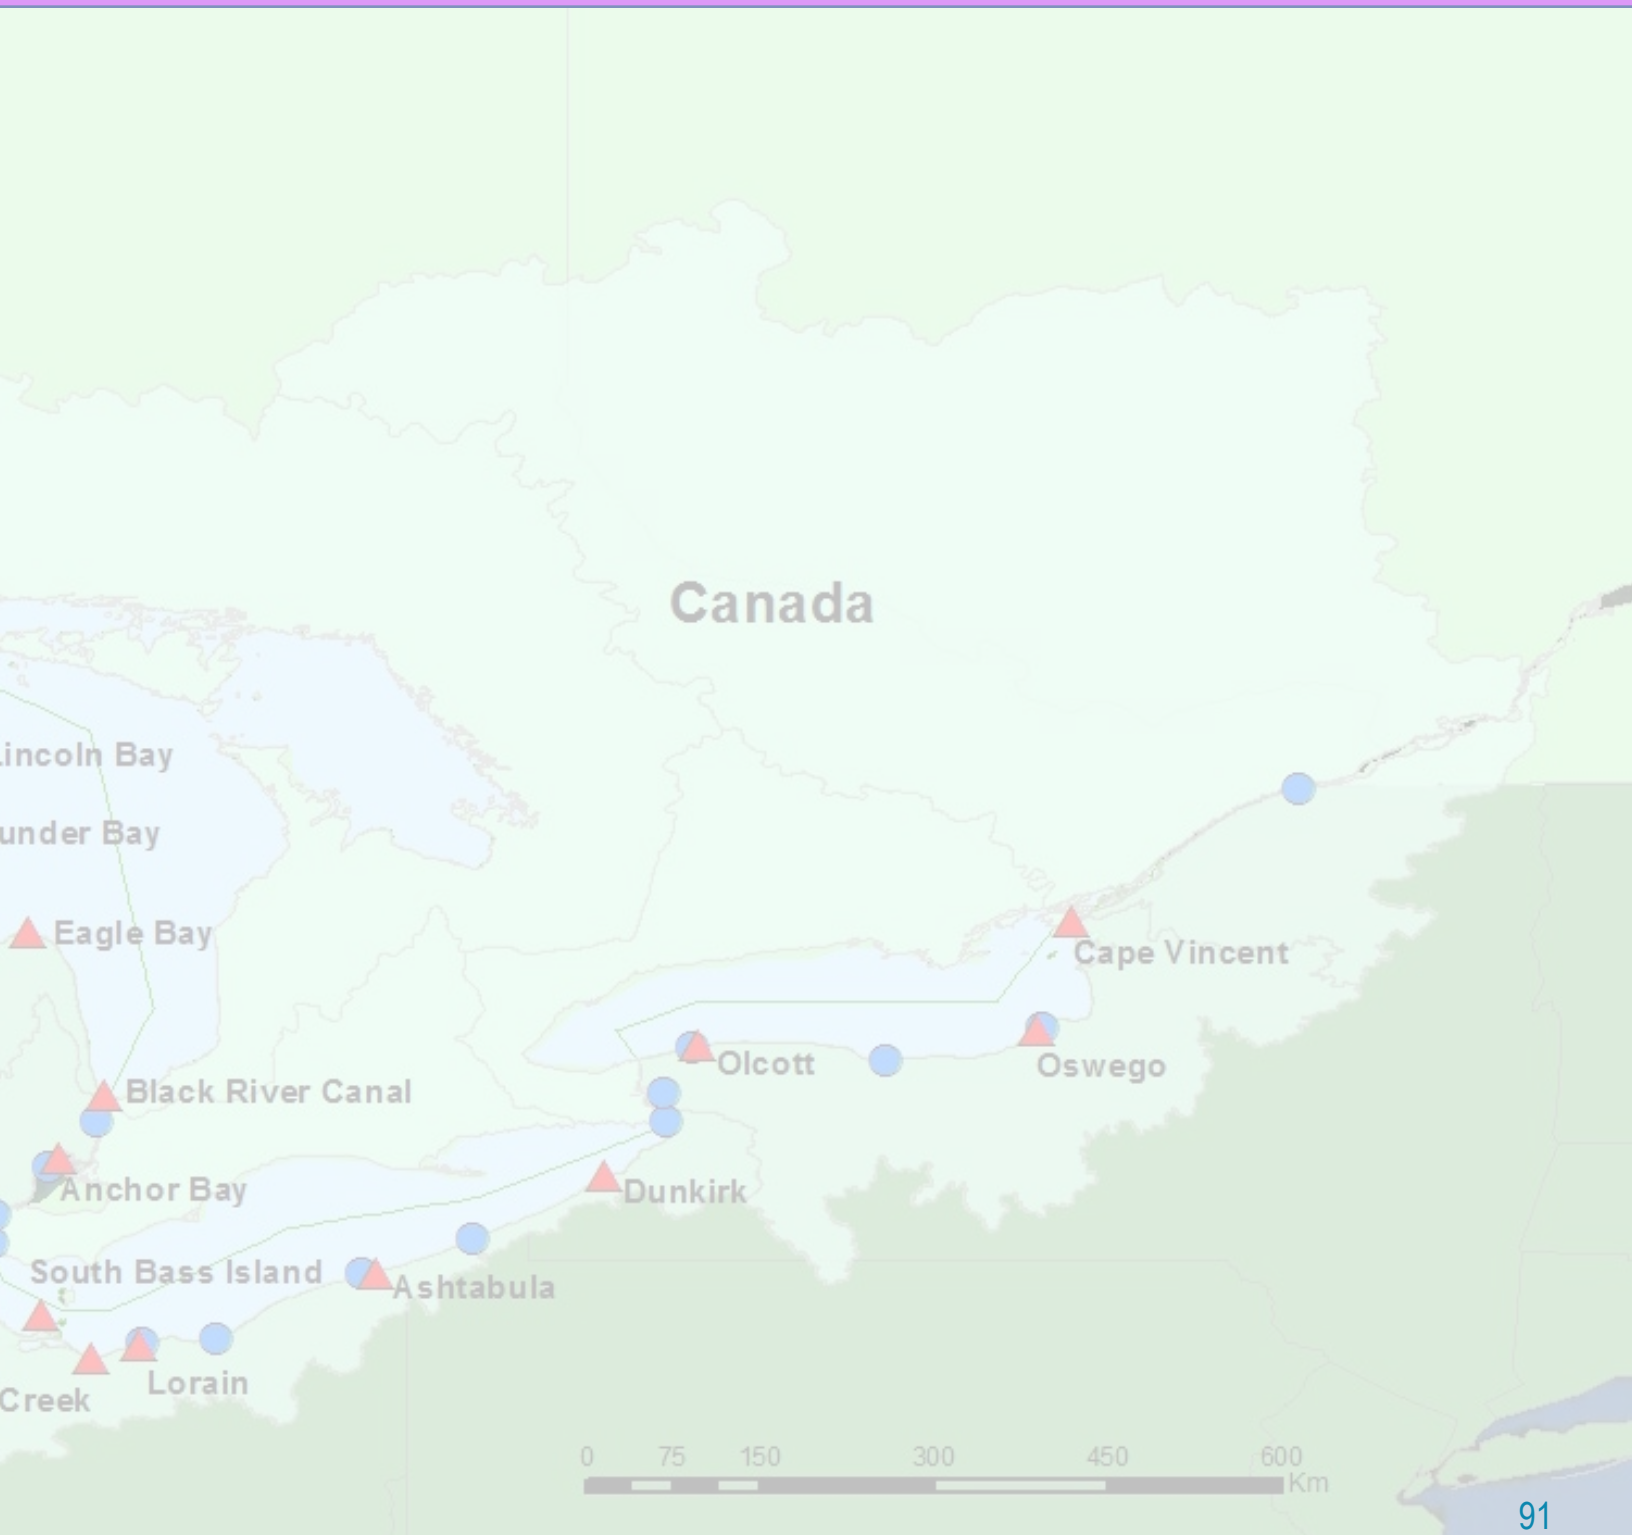 Canada
Lincoln Bay
under Bay
Eagle Bay
Cape Vincent
Olcott
Oswego
Black River Canal
Anchor Bay
Dunkirk
South Bass Island
Ashtabula
Lorain
Creek
0 75 150 300 450 600
Km
91